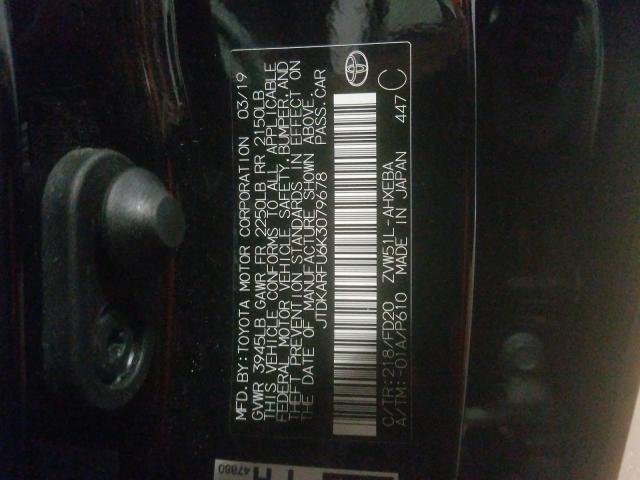 MFD. BY: TOYOTA MOTOR CORPORATION 03/19
GVWR 3945LB GAWR FR 2250LB RR 2150LB
THIS VEHICLE CONFORMS TO ALL APPLICABLE
FEDERAL MOTOR VEHICLE SAFETY, BUMPER, AND
THEFT PREVENTION STANDARDS IN EFFECT ON
THE DATE OF MANUFACTURE SHOWN ABOVE.
JTDKARFU6K3079678 PASS. CAR
C/TR: 218/FD20 ZVW51L-AHXEBA
A/TM: -01A/P610 MADE IN JAPAN 447 C
47860